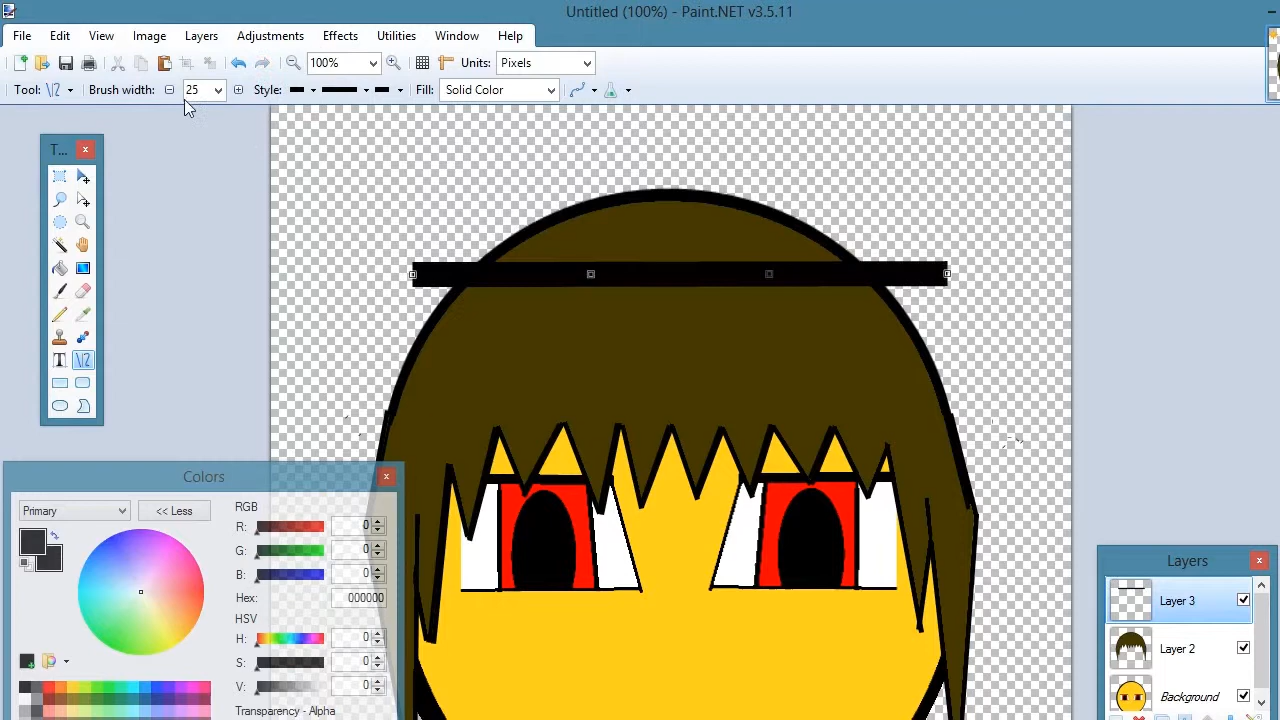 Untitled (100%) - Paint.NET v3.5.11
File Edit View Image Layers Adjustments Effects Utilities Window Help
100% Units: Pixels
Tool: Brush width: 25 Style: Fill: Solid Color
T...
Colors
Primary << Less RGB
R: 0
G: 0
B: 0
Hex: 000000
HSV
H: 0
S: 0
V: 0
Transparency - Alpha
Layers
Layer 3
Layer 2
Background